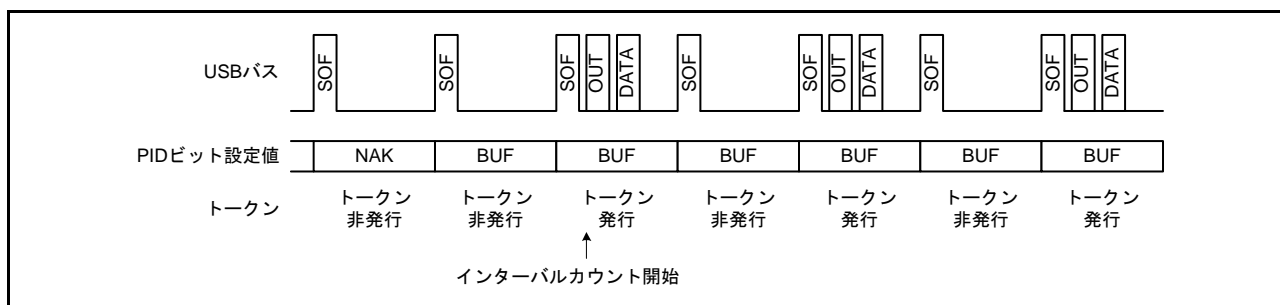 USBバス
SOF
SOF
SOF OUT DATA
SOF
SOF OUT DATA
SOF
SOF OUT DATA
PIDビット設定値 NAK BUF BUF BUF BUF BUF BUF
トークン
トークン
非発行
トークン
非発行
トークン
発行
トークン
非発行
トークン
発行
トークン
非発行
トークン
発行
インターバルカウント開始